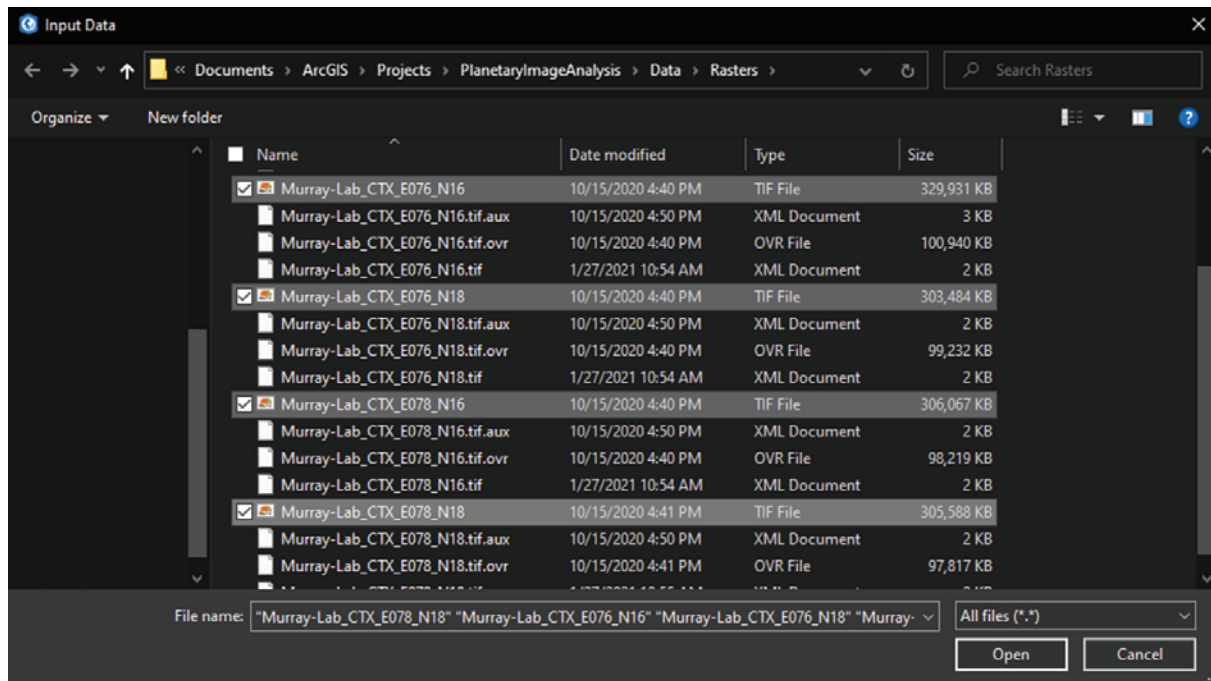 Input Data
« Documents › ArcGIS › Projects › PlanetaryImageAnalysis › Data › Rasters › Search Rasters
Organize New folder
Name Date modified Type Size
Murray-Lab_CTX_E076_N16 10/15/2020 4:40 PM TIF File 329,931 KB
Murray-Lab_CTX_E076_N16.tif.aux 10/15/2020 4:50 PM XML Document 3 KB
Murray-Lab_CTX_E076_N16.tif.ovr 10/15/2020 4:40 PM OVR File 100,940 KB
Murray-Lab_CTX_E076_N16.tif 1/27/2021 10:54 AM XML Document 2 KB
Murray-Lab_CTX_E076_N18 10/15/2020 4:40 PM TIF File 303,484 KB
Murray-Lab_CTX_E076_N18.tif.aux 10/15/2020 4:50 PM XML Document 2 KB
Murray-Lab_CTX_E076_N18.tif.ovr 10/15/2020 4:40 PM OVR File 99,232 KB
Murray-Lab_CTX_E076_N18.tif 1/27/2021 10:54 AM XML Document 2 KB
Murray-Lab_CTX_E078_N16 10/15/2020 4:40 PM TIF File 306,067 KB
Murray-Lab_CTX_E078_N16.tif.aux 10/15/2020 4:50 PM XML Document 2 KB
Murray-Lab_CTX_E078_N16.tif.ovr 10/15/2020 4:40 PM OVR File 98,219 KB
Murray-Lab_CTX_E078_N16.tif 1/27/2021 10:54 AM XML Document 2 KB
Murray-Lab_CTX_E078_N18 10/15/2020 4:41 PM TIF File 305,588 KB
Murray-Lab_CTX_E078_N18.tif.aux 10/15/2020 4:50 PM XML Document 2 KB
Murray-Lab_CTX_E078_N18.tif.ovr 10/15/2020 4:41 PM OVR File 97,817 KB
File name: "Murray-Lab_CTX_E078_N18" "Murray-Lab_CTX_E076_N16" "Murray-Lab_CTX_E076_N18" "Murray- All files (*.*)
Open Cancel